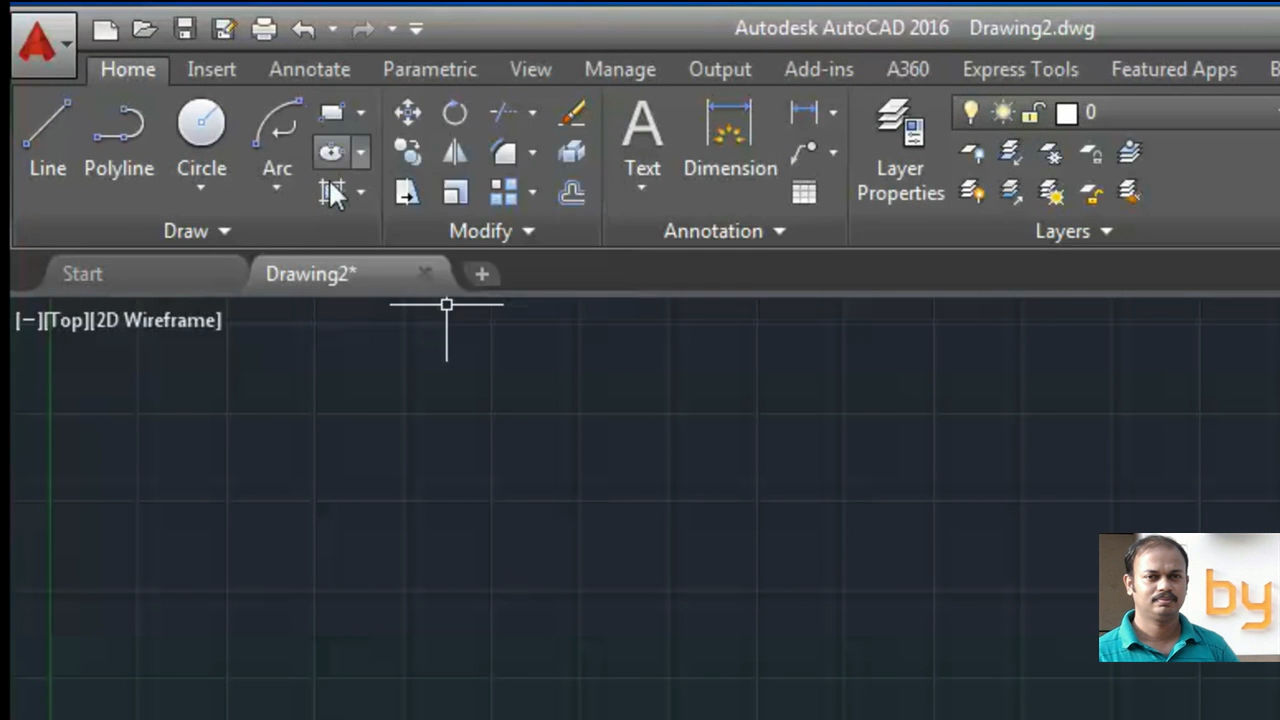 Autodesk AutoCAD 2016 Drawing2.dwg
Home Insert Annotate Parametric View Manage Output Add-ins A360 Express Tools Featured Apps B
0
Line Polyline Circle Arc Text Dimension Layer Properties
Draw Modify Annotation Layers
Start Drawing2*
[−][Top][2D Wireframe]
by